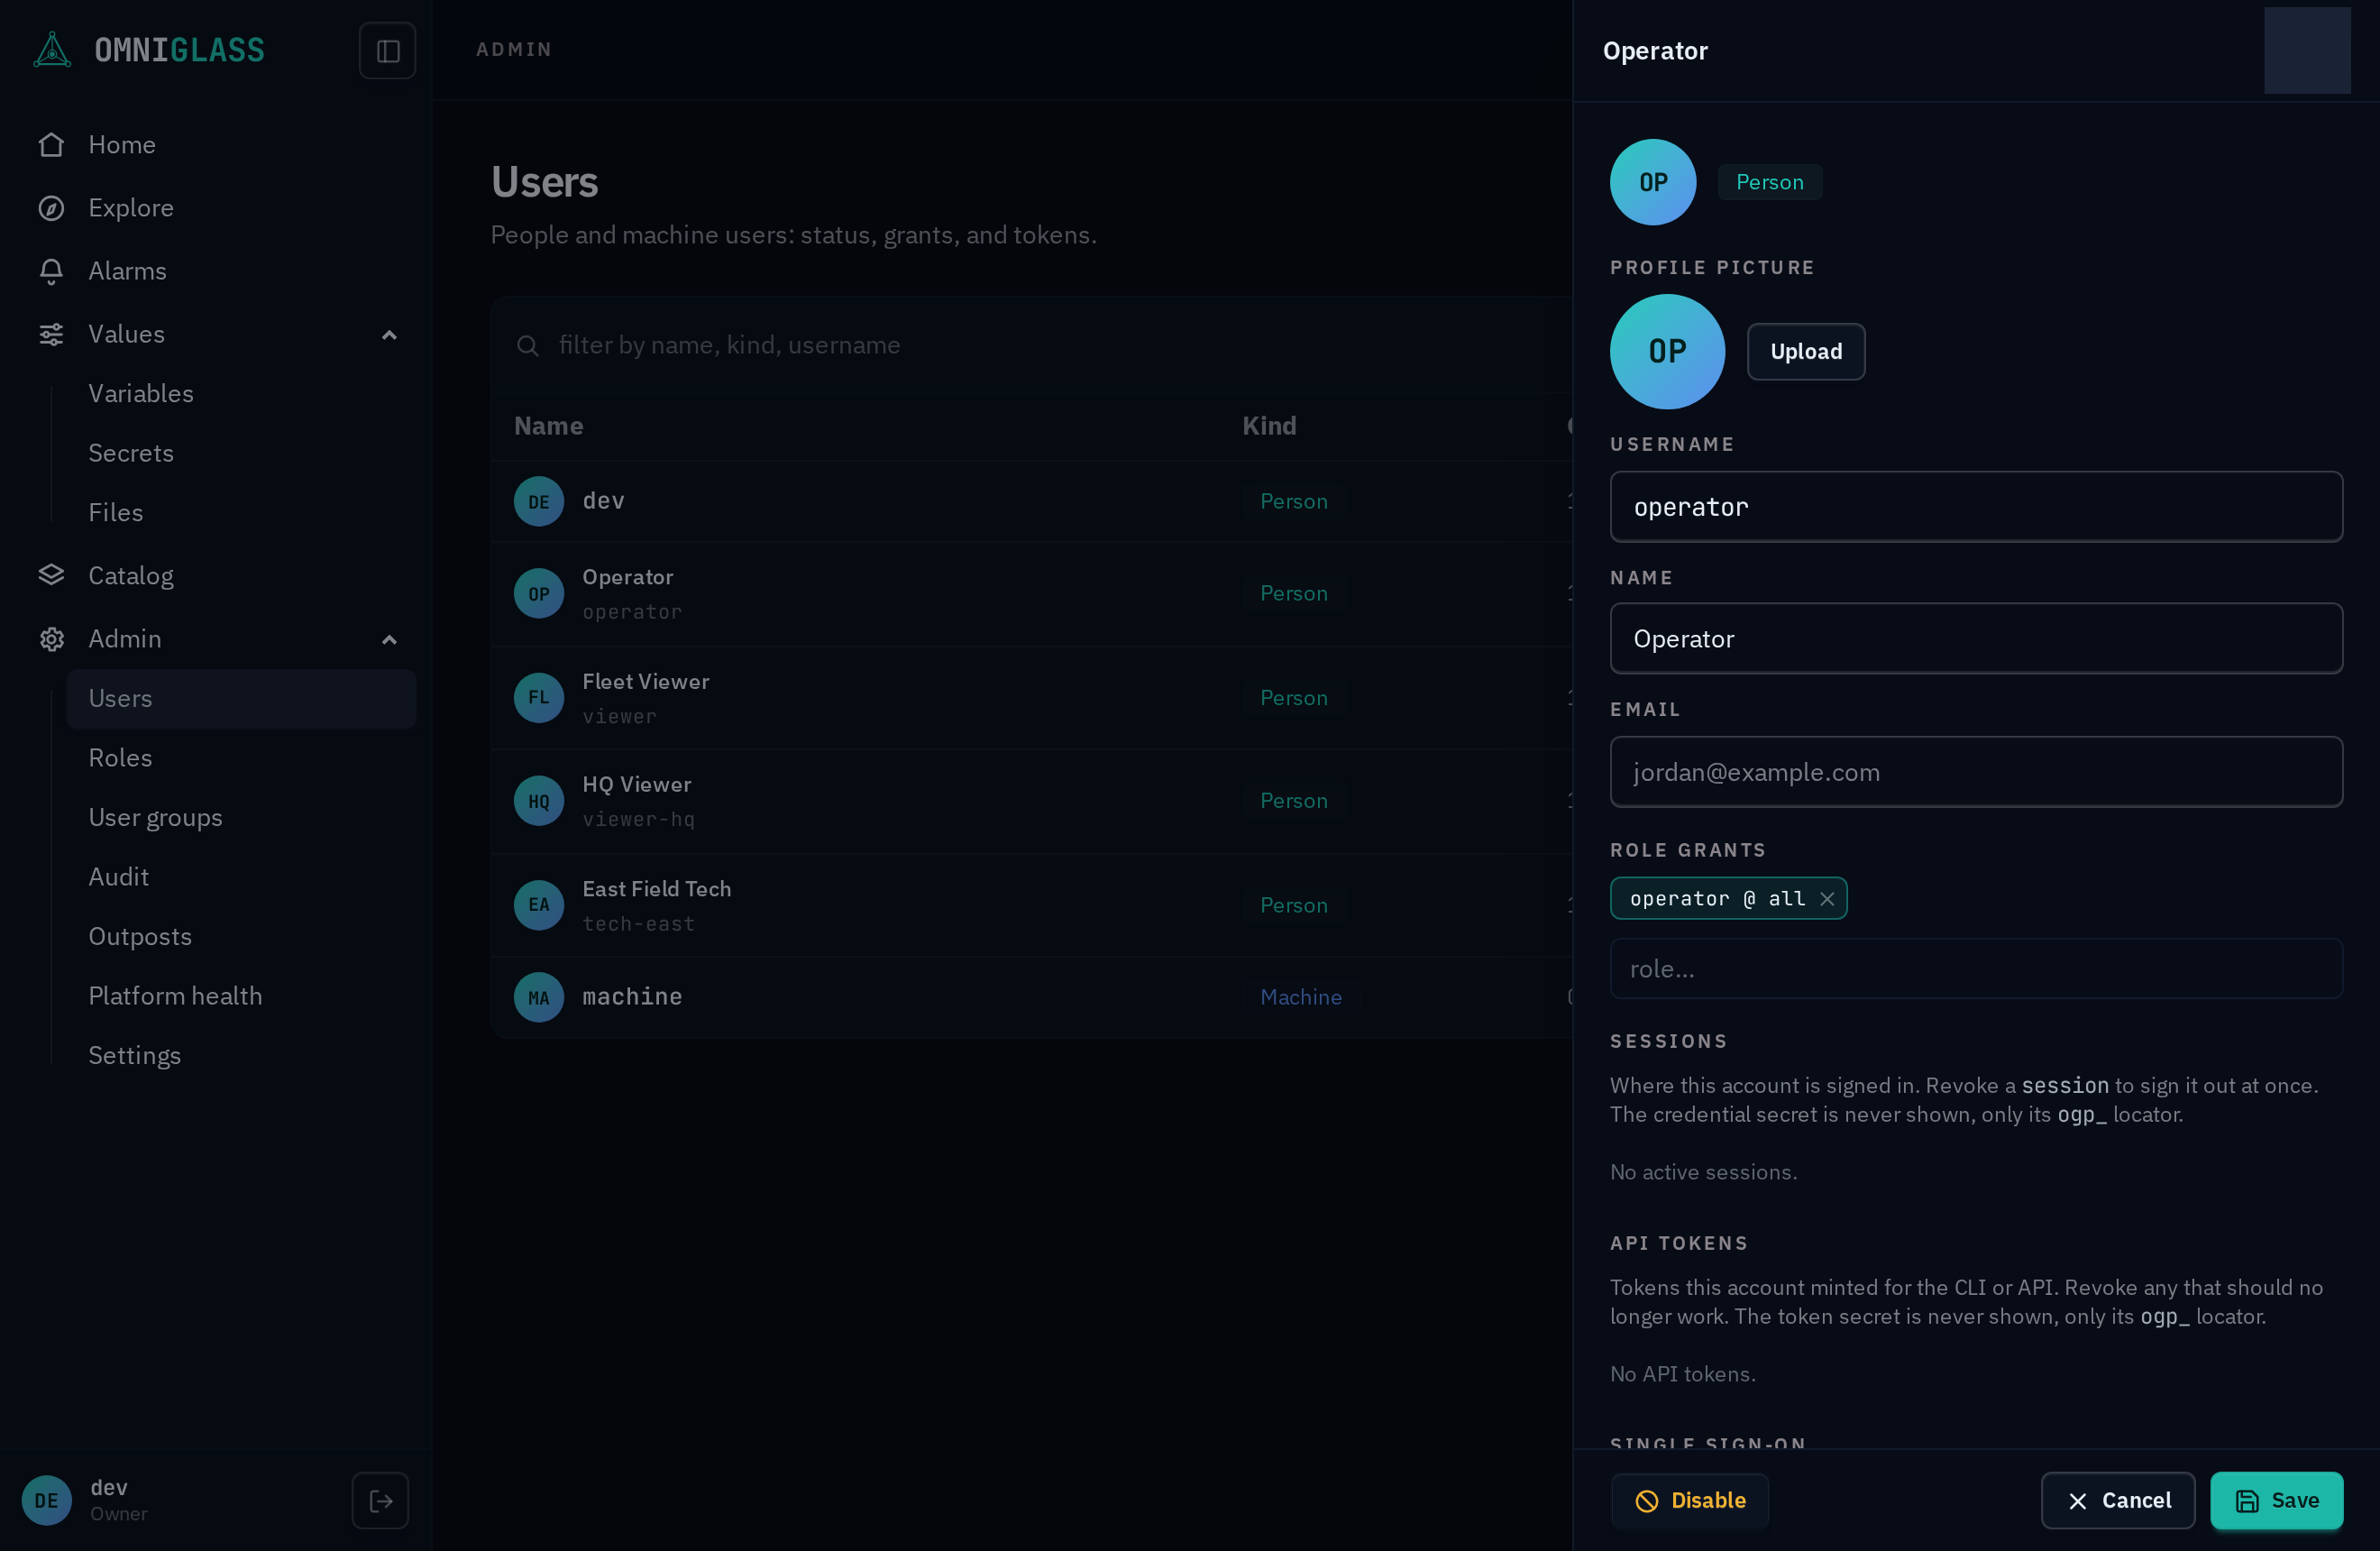 OMNIGLASS
Home
Explore
Alarms
Values
Variables
Secrets
Files
Catalog
Admin
Users
Roles
User groups
Audit
Outposts
Platform health
Settings
DE
dev
Owner
ADMIN
Users
People and machine users: status, grants, and tokens.
filter by name, kind, username
Name Kind
DE dev Person
OP Operator Person
operator
FL Fleet Viewer Person
viewer
HQ HQ Viewer Person
viewer-hq
EA East Field Tech Person
tech-east
MA machine Machine
Operator
OP Person
PROFILE PICTURE
OP Upload
USERNAME
operator
NAME
Operator
EMAIL
jordan@example.com
ROLE GRANTS
operator @ all
role...
SESSIONS
Where this account is signed in. Revoke a session to sign it out at once.
The credential secret is never shown, only its ogp_ locator.
No active sessions.
API TOKENS
Tokens this account minted for the CLI or API. Revoke any that should no
longer work. The token secret is never shown, only its ogp_ locator.
No API tokens.
SINGLE SIGN-ON
Disable Cancel Save